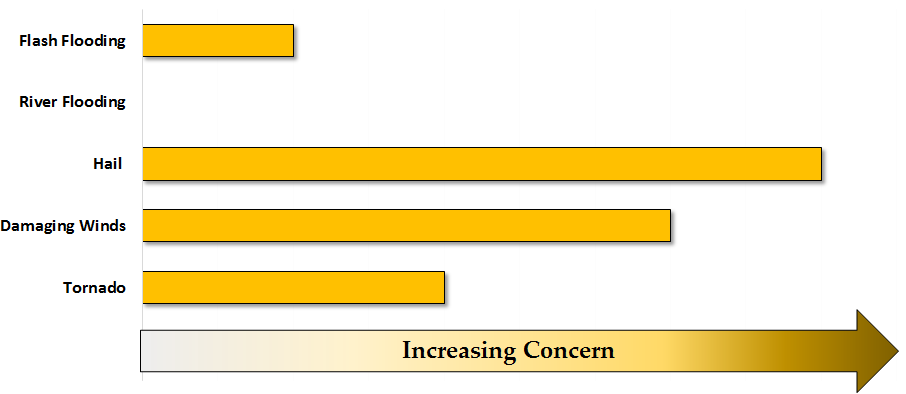 Flash Flooding
River Flooding
Hail
Damaging Winds
Tornado
Increasing Concern